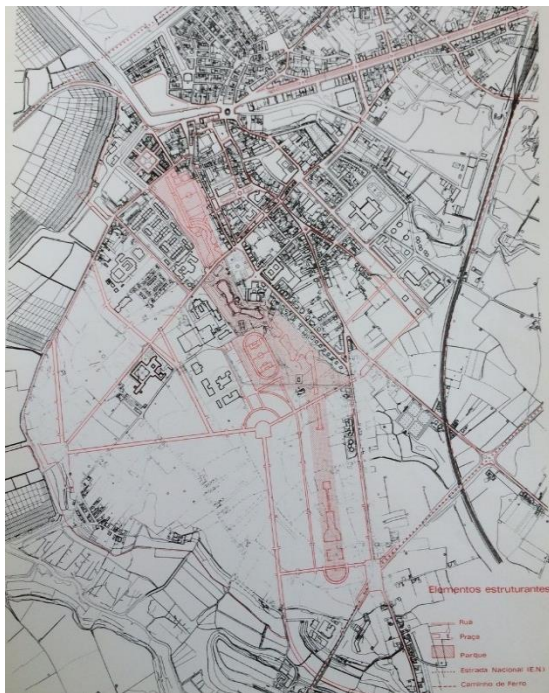 Elementos estruturantes
Rua
Praça
Parque
Estrada Nacional (E.N.)
Caminho de Ferro